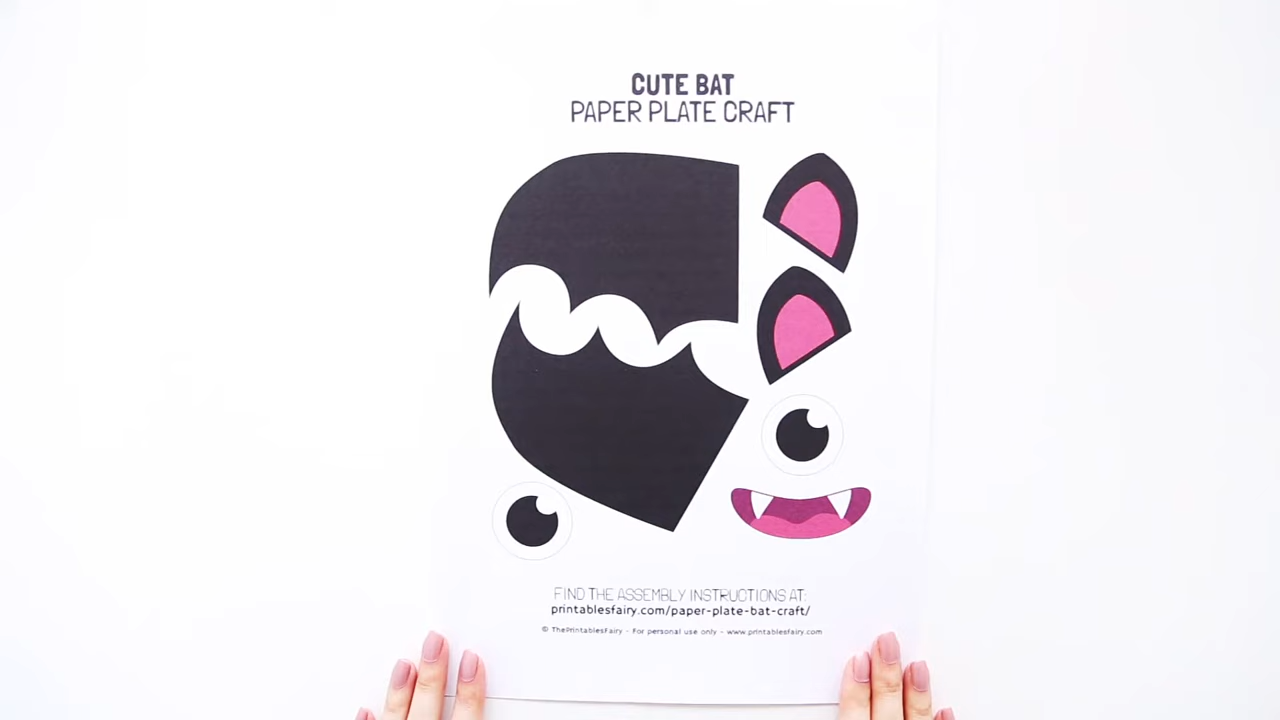 CUTE BAT
PAPER PLATE CRAFT
FIND THE ASSEMBLY INSTRUCTIONS AT:
printablesfairy.com/paper-plate-bat-craft/
© ThePrintablesFairy - For personal use only - www.printablesfairy.com